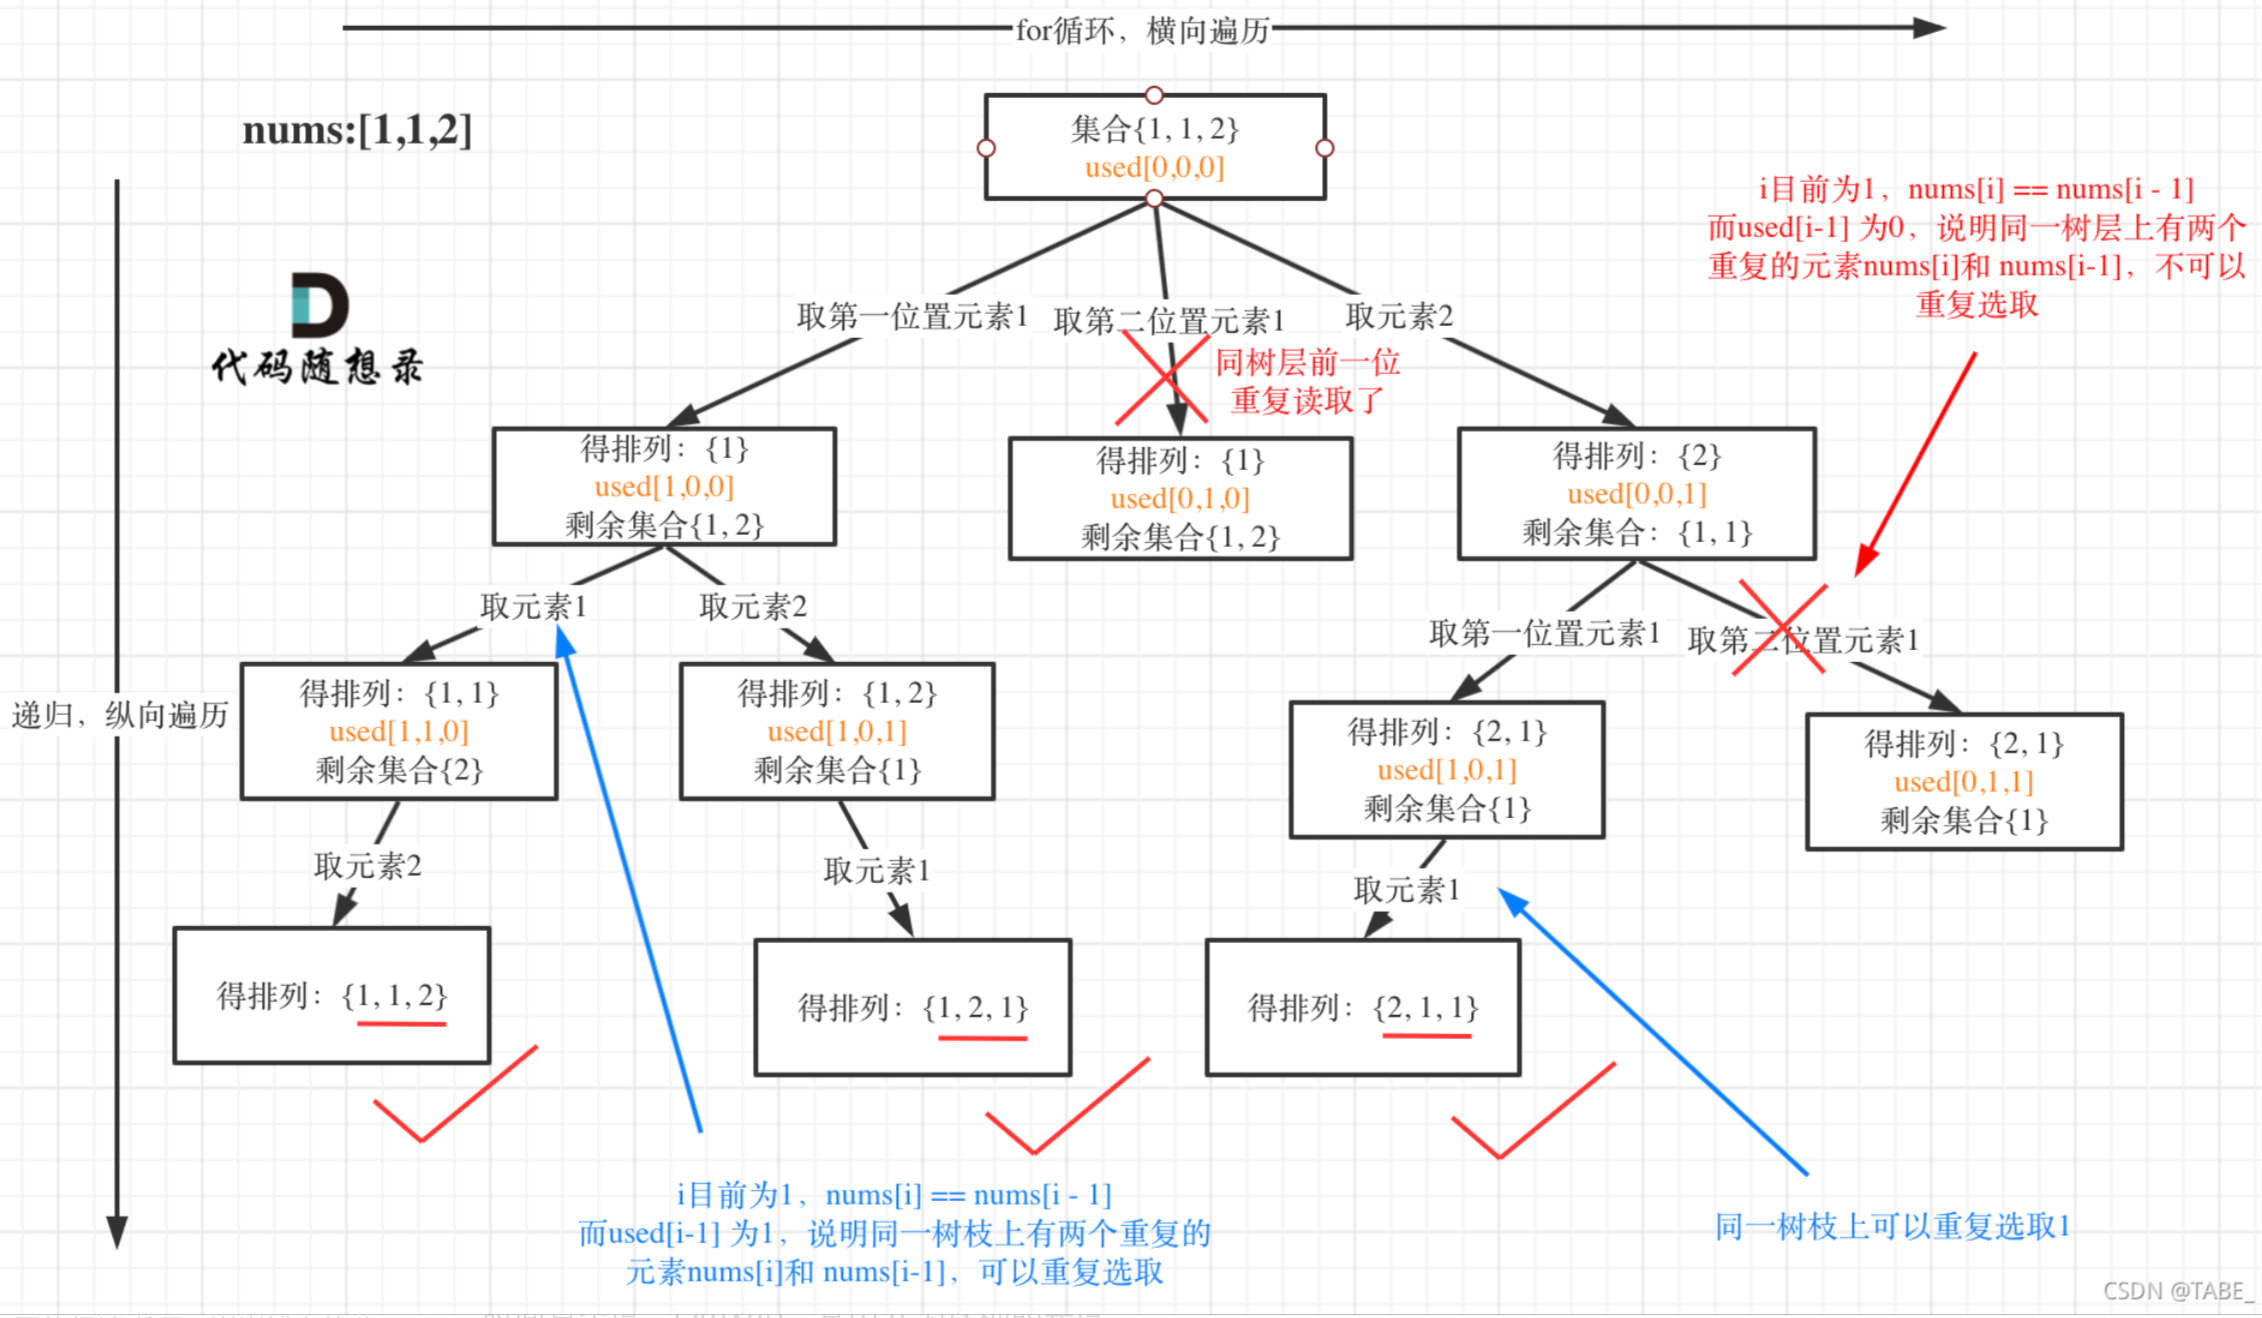 for循环，横向遍历
nums:[1,1,2]
集合{1, 1, 2}
used[0,0,0]
i目前为1，nums[i] == nums[i - 1]
而used[i-1] 为0，说明同一树层上有两个
重复的元素nums[i]和 nums[i-1]，不可以
重复选取
代码随想录
取第一位置元素1
取第二位置元素1
取元素2
同树层前一位
重复读取了
得排列：{1}
used[1,0,0]
剩余集合{1, 2}
得排列：{1}
used[0,1,0]
剩余集合{1, 2}
得排列：{2}
used[0,0,1]
剩余集合：{1, 1}
取元素1
取元素2
取第一位置元素1
取第二位置元素1
递归，纵向遍历
得排列：{1, 1}
used[1,1,0]
剩余集合{2}
得排列：{1, 2}
used[1,0,1]
剩余集合{1}
得排列：{2, 1}
used[1,0,1]
剩余集合{1}
得排列：{2, 1}
used[0,1,1]
剩余集合{1}
取元素2
取元素1
取元素1
得排列：{1, 1, 2}
得排列：{1, 2, 1}
得排列：{2, 1, 1}
i目前为1，nums[i] == nums[i - 1]
而used[i-1] 为1，说明同一树枝上有两个重复的
元素nums[i]和 nums[i-1]，可以重复选取
同一树枝上可以重复选取1
CSDN @TABE_